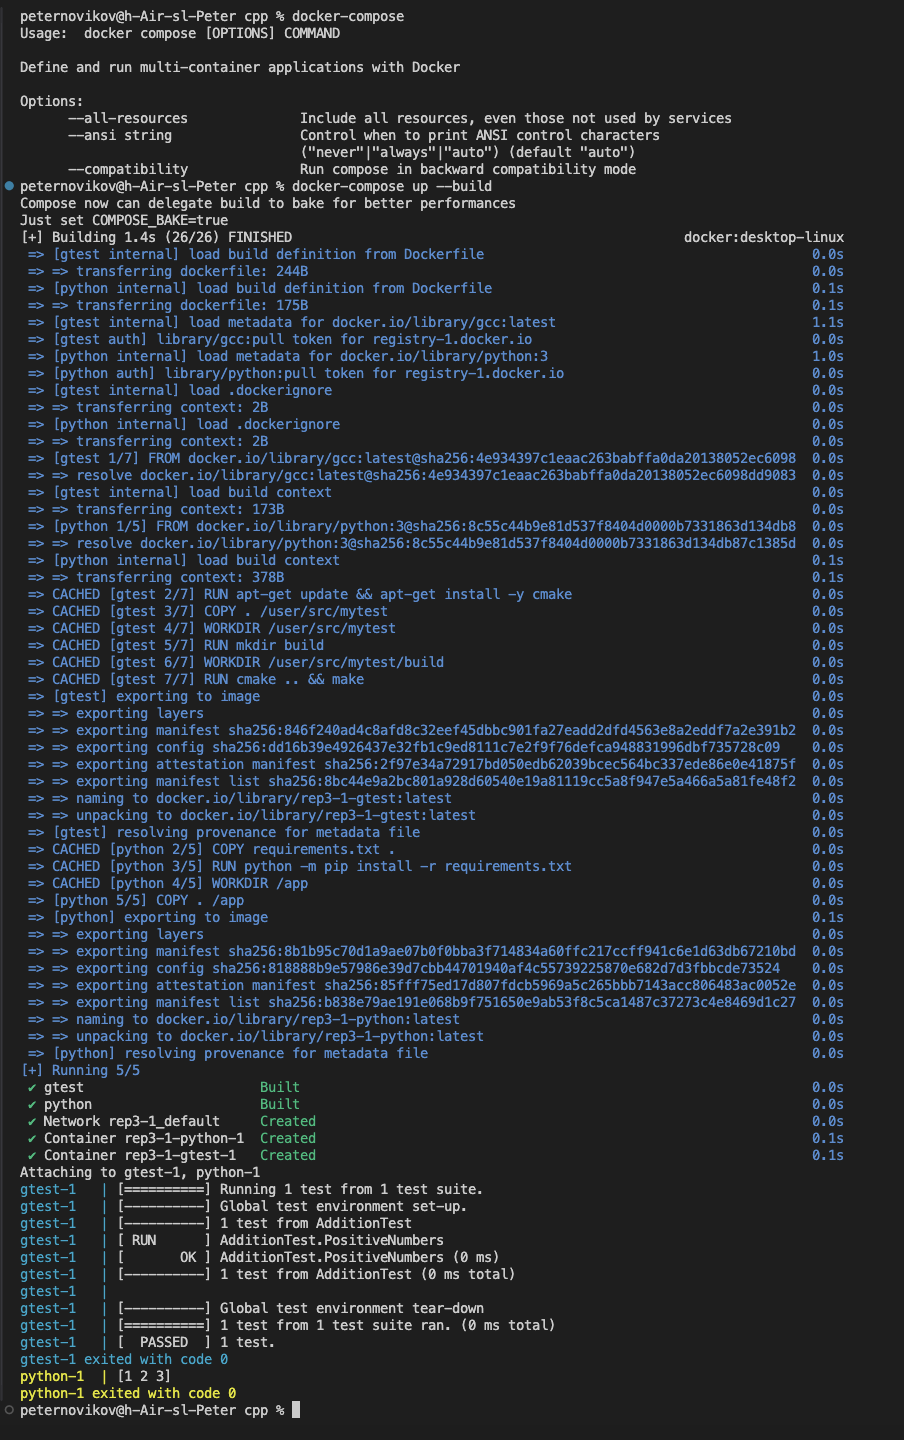 peternovikov@h-Air-sl-Peter cpp % docker-compose
Usage:  docker compose [OPTIONS] COMMAND

Define and run multi-container applications with Docker

Options:
      --all-resources              Include all resources, even those not used by services
      --ansi string                Control when to print ANSI control characters
                                   ("never"|"always"|"auto") (default "auto")
      --compatibility              Run compose in backward compatibility mode
peternovikov@h-Air-sl-Peter cpp % docker-compose up --build
Compose now can delegate build to bake for better performances
Just set COMPOSE_BAKE=true
[+] Building 1.4s (26/26) FINISHED                                                 docker:desktop-linux
 => [gtest internal] load build definition from Dockerfile                                         0.0s
 => => transferring dockerfile: 244B                                                               0.0s
 => [python internal] load build definition from Dockerfile                                        0.1s
 => => transferring dockerfile: 175B                                                               0.1s
 => [gtest internal] load metadata for docker.io/library/gcc:latest                                1.1s
 => [gtest auth] library/gcc:pull token for registry-1.docker.io                                   0.0s
 => [python internal] load metadata for docker.io/library/python:3                                 1.0s
 => [python auth] library/python:pull token for registry-1.docker.io                               0.0s
 => [gtest internal] load .dockerignore                                                            0.0s
 => => transferring context: 2B                                                                    0.0s
 => [python internal] load .dockerignore                                                           0.0s
 => => transferring context: 2B                                                                    0.0s
 => [gtest 1/7] FROM docker.io/library/gcc:latest@sha256:4e934397c1eaac263babffa0da20138052ec6098  0.0s
 => => resolve docker.io/library/gcc:latest@sha256:4e934397c1eaac263babffa0da20138052ec6098dd9083  0.0s
 => [gtest internal] load build context                                                            0.0s
 => => transferring context: 173B                                                                  0.0s
 => [python 1/5] FROM docker.io/library/python:3@sha256:8c55c44b9e81d537f8404d0000b7331863d134db8  0.0s
 => => resolve docker.io/library/python:3@sha256:8c55c44b9e81d537f8404d0000b7331863d134db87c1385d  0.0s
 => [python internal] load build context                                                           0.1s
 => => transferring context: 378B                                                                  0.1s
 => CACHED [gtest 2/7] RUN apt-get update && apt-get install -y cmake                              0.0s
 => CACHED [gtest 3/7] COPY . /user/src/mytest                                                     0.0s
 => CACHED [gtest 4/7] WORKDIR /user/src/mytest                                                    0.0s
 => CACHED [gtest 5/7] RUN mkdir build                                                             0.0s
 => CACHED [gtest 6/7] WORKDIR /user/src/mytest/build                                              0.0s
 => CACHED [gtest 7/7] RUN cmake .. && make                                                        0.0s
 => [gtest] exporting to image                                                                     0.0s
 => => exporting layers                                                                            0.0s
 => => exporting manifest sha256:846f240ad4c8afd8c32eef45dbbc901fa27eadd2dfd4563e8a2eddf7a2e391b2  0.0s
 => => exporting config sha256:dd16b39e4926437e32fb1c9ed8111c7e2f9f76defca948831996dbf735728c09    0.0s
 => => exporting attestation manifest sha256:2f97e34a72917bd050edb62039bcec564bc337ede86e0e41875f  0.0s
 => => exporting manifest list sha256:8bc44e9a2bc801a928d60540e19a81119cc5a8f947e5a466a5a81fe48f2  0.0s
 => => naming to docker.io/library/rep3-1-gtest:latest                                             0.0s
 => => unpacking to docker.io/library/rep3-1-gtest:latest                                          0.0s
 => [gtest] resolving provenance for metadata file                                                 0.0s
 => CACHED [python 2/5] COPY requirements.txt .                                                    0.0s
 => CACHED [python 3/5] RUN python -m pip install -r requirements.txt                              0.0s
 => CACHED [python 4/5] WORKDIR /app                                                               0.0s
 => [python 5/5] COPY . /app                                                                       0.0s
 => [python] exporting to image                                                                    0.1s
 => => exporting layers                                                                            0.0s
 => => exporting manifest sha256:8b1b95c70d1a9ae07b0f0bba3f714834a60ffc217ccff941c6e1d63db67210bd  0.0s
 => => exporting config sha256:818888b9e57986e39d7cbb44701940af4c55739225870e682d7d3fbbcde73524    0.0s
 => => exporting attestation manifest sha256:85fff75ed17d807fdcb5969a5c265bbb7143acc806483ac0052e  0.0s
 => => exporting manifest list sha256:b838e79ae191e068b9f751650e9ab53f8c5ca1487c37273c4e8469d1c27  0.0s
 => => naming to docker.io/library/rep3-1-python:latest                                            0.0s
 => => unpacking to docker.io/library/rep3-1-python:latest                                         0.0s
 => [python] resolving provenance for metadata file                                                0.0s
[+] Running 5/5
 ✔ gtest                      Built                                                                0.0s
 ✔ python                     Built                                                                0.0s
 ✔ Network rep3-1_default     Created                                                              0.0s
 ✔ Container rep3-1-python-1  Created                                                              0.1s
 ✔ Container rep3-1-gtest-1   Created                                                              0.1s
Attaching to gtest-1, python-1
gtest-1   | [==========] Running 1 test from 1 test suite.
gtest-1   | [----------] Global test environment set-up.
gtest-1   | [----------] 1 test from AdditionTest
gtest-1   | [ RUN      ] AdditionTest.PositiveNumbers
gtest-1   | [       OK ] AdditionTest.PositiveNumbers (0 ms)
gtest-1   | [----------] 1 test from AdditionTest (0 ms total)
gtest-1   |
gtest-1   | [----------] Global test environment tear-down
gtest-1   | [==========] 1 test from 1 test suite ran. (0 ms total)
gtest-1   | [  PASSED  ] 1 test.
gtest-1 exited with code 0
python-1  | [1 2 3]
python-1 exited with code 0
peternovikov@h-Air-sl-Peter cpp %